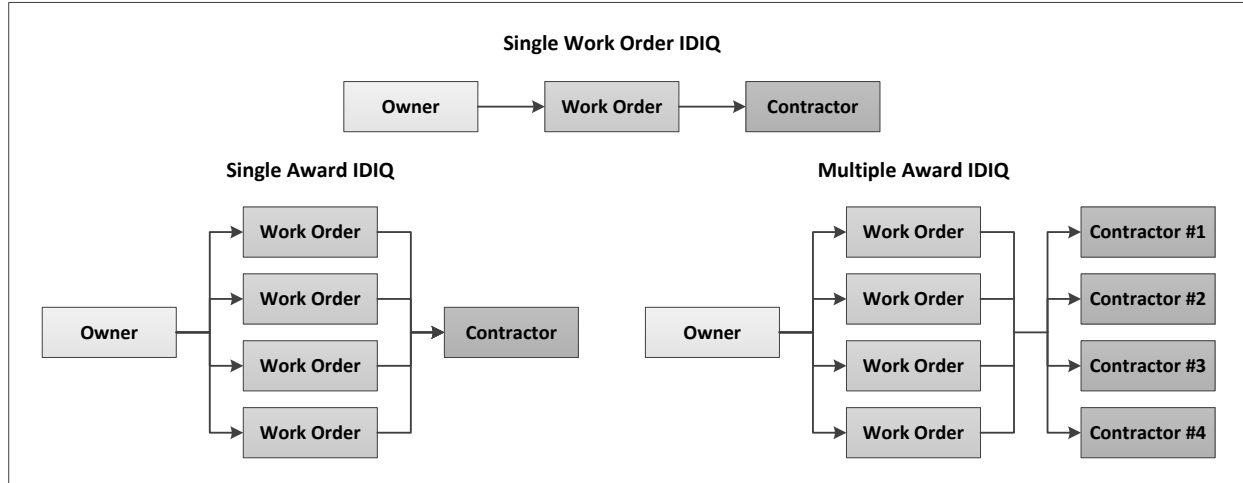 Single Work Order IDIQ
Owner
Work Order
Contractor
Single Award IDIQ
Owner
Work Order
Work Order
Work Order
Work Order
Contractor
Multiple Award IDIQ
Owner
Work Order
Work Order
Work Order
Work Order
Contractor #1
Contractor #2
Contractor #3
Contractor #4